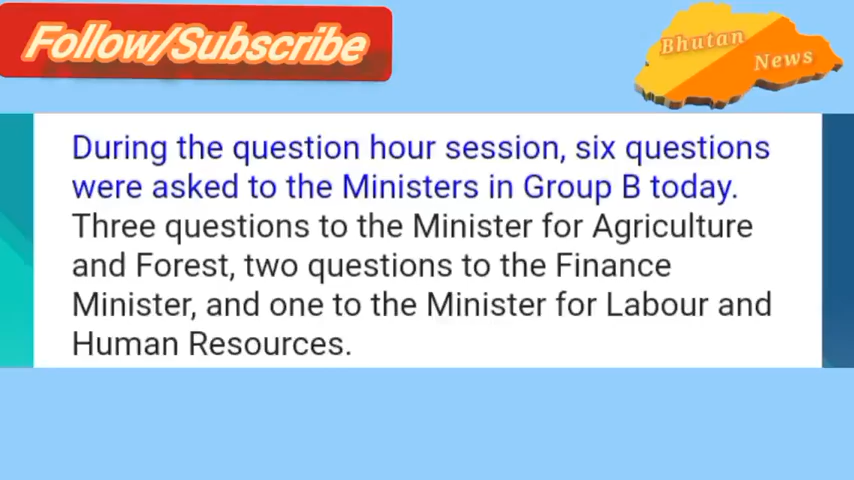 Follow/Subscribe
Bhutan
News
During the question hour session, six questions
were asked to the Ministers in Group B today.
Three questions to the Minister for Agriculture
and Forest, two questions to the Finance
Minister, and one to the Minister for Labour and
Human Resources.